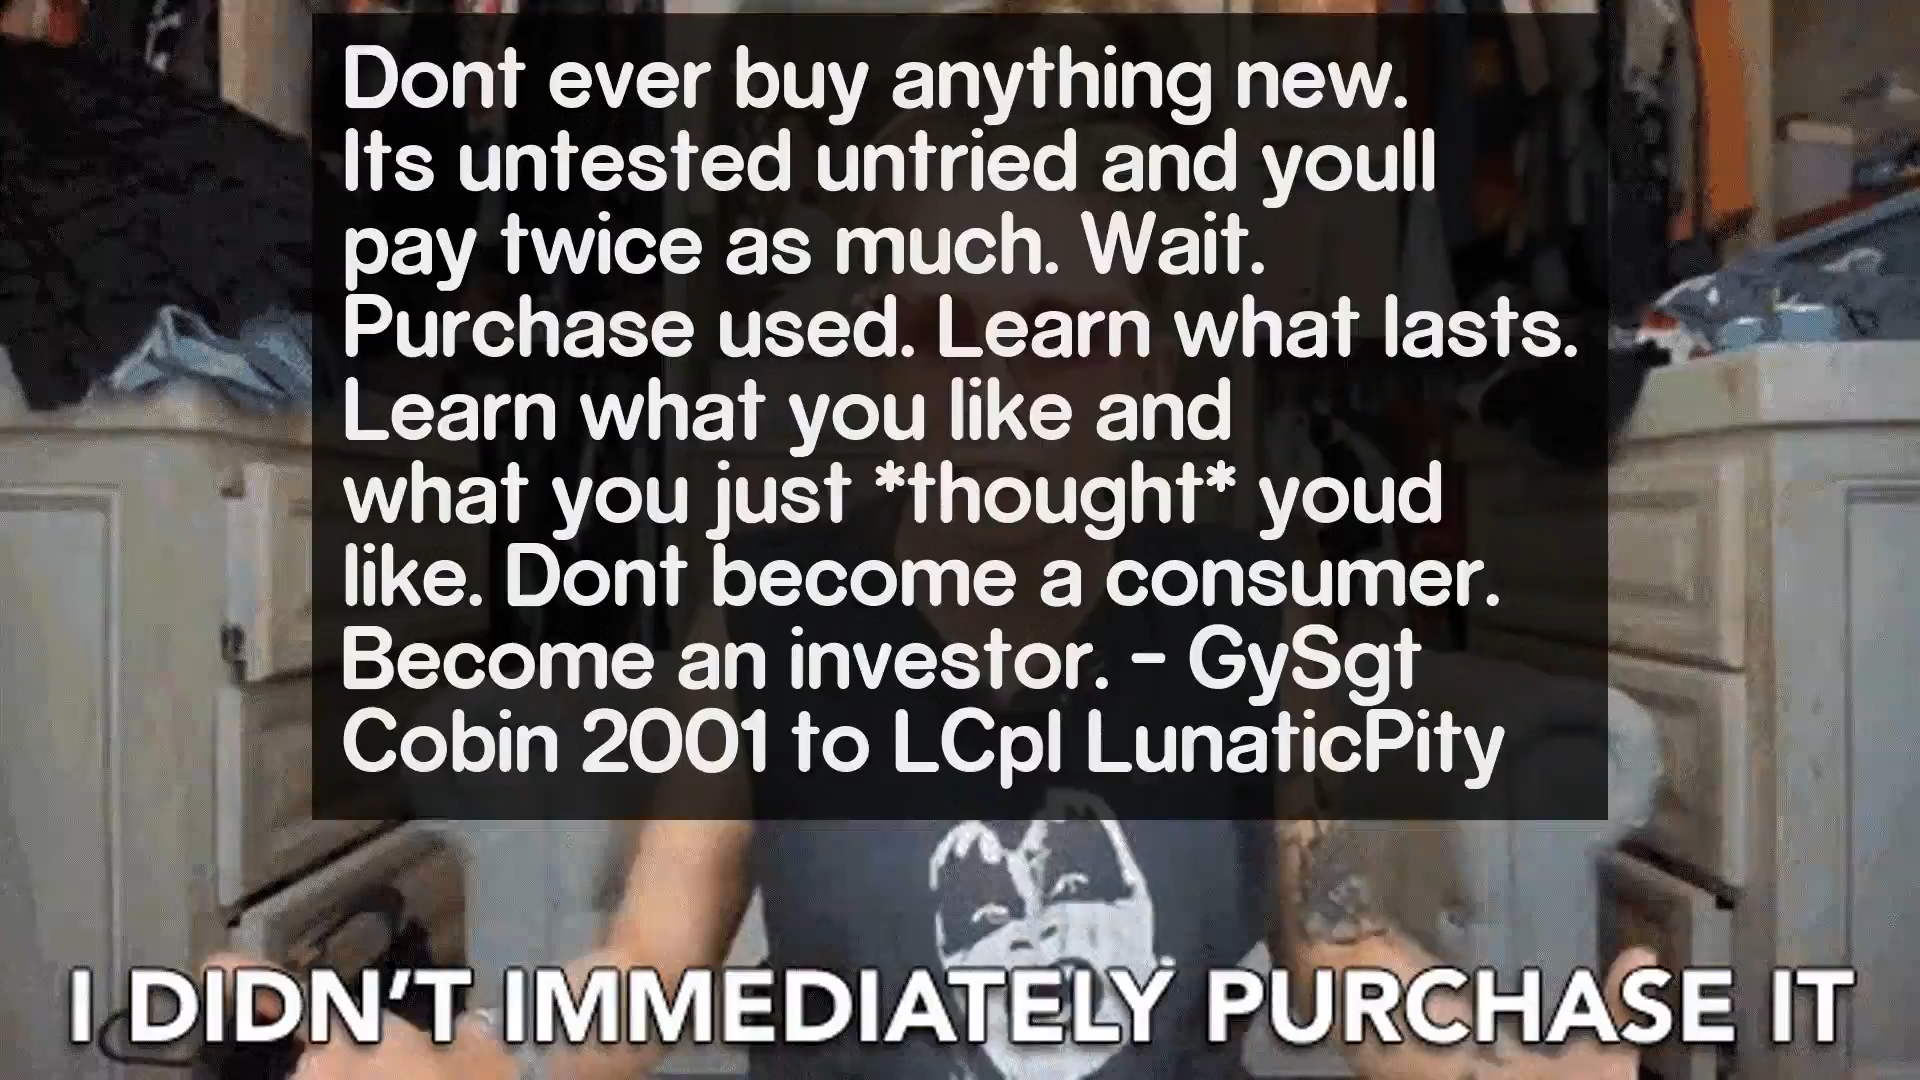 Dont ever buy anything new.
Its untested untried and youll
pay twice as much. Wait.
Purchase used. Learn what lasts.
Learn what you like and
what you just *thought* youd
like. Dont become a consumer.
Become an investor. - GySgt
Cobin 2001 to LCpl LunaticPity
I DIDN'T IMMEDIATELY PURCHASE IT